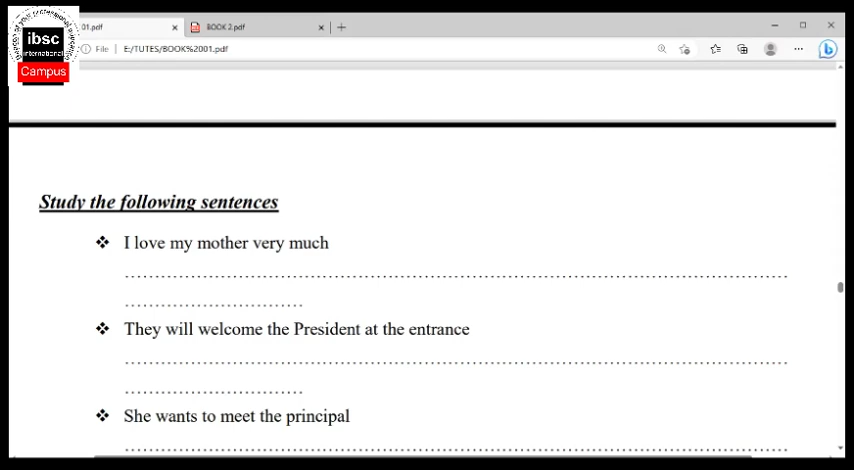 01.pdf
BOOK 2.pdf
ibsc
international
Campus
File | E:/TUTES/BOOK%2001.pdf
Study the following sentences
❖ I love my mother very much
……………………………………………………………………………………
……………………………
❖ They will welcome the President at the entrance
……………………………………………………………………………………
……………………………
❖ She wants to meet the principal
……………………………………………………………………………………